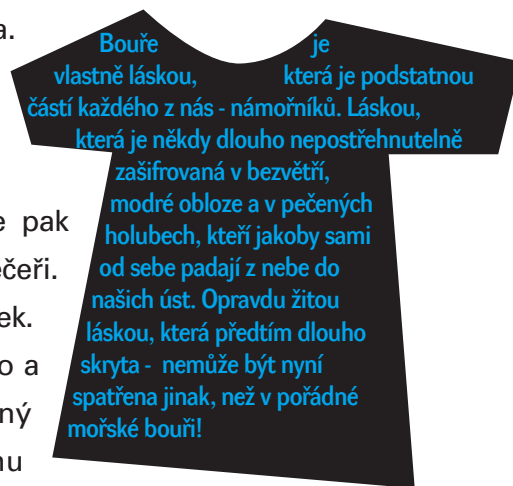 a.
Bouře je
vlastně láskou, která je podstatnou
částí každého z nás - námořníků. Láskou,
která je někdy dlouho nepostřehnutelně
zašifrovaná v bezvětří,
modré obloze a v pečených
holubech, kteří jakoby sami
od sebe padají z nebe do
našich úst. Opravdu žitou
láskou, která předtím dlouho
skryta - nemůže být nyní
spatřena jinak, než v pořádné
mořské bouři!
e pak
ečeři.
ek.
o a
ný
nu